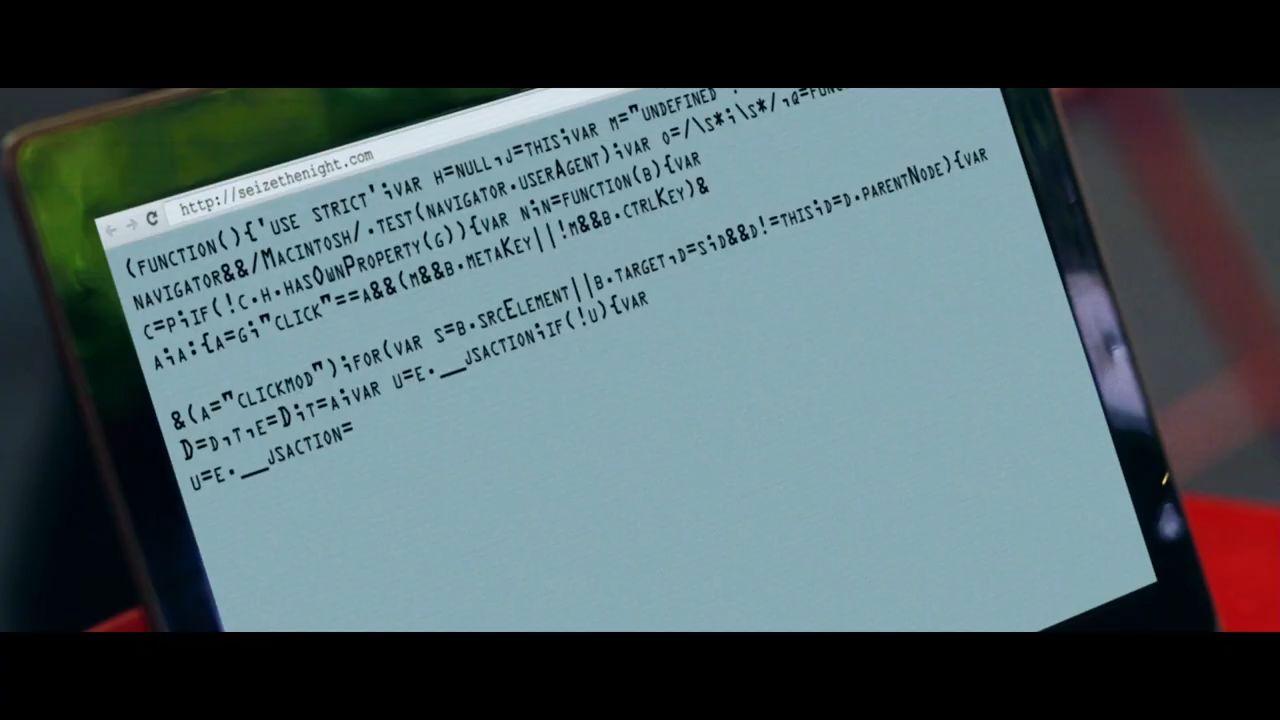 http://seizethenight.com
(FUNCTION(){'USE STRICT';VAR H=NULL,J=THIS;VAR M="UNDEFINED
NAVIGATOR&&/MACINTOSH/.TEST(NAVIGATOR.USERAGENT);VAR O=/\S*;\S*/,Q=FUNC
C=P;IF(!C.H.HASOWNPROPERTY(G)){VAR N;N=FUNCTION(B){VAR
A;A:{A=G;"CLICK"==A&&(M&&B.METAKEY||!M&&B.CTRLKEY)&
&(A="CLICKMOD");FOR(VAR S=B.SRCELEMENT||B.TARGET,D=S;D&&D!=THIS;D=D.PARENTNODE){VAR
D=D,T,E=D;T=A;VAR U=E.__JSACTION;IF(!U){VAR
U=E.__JSACTION=